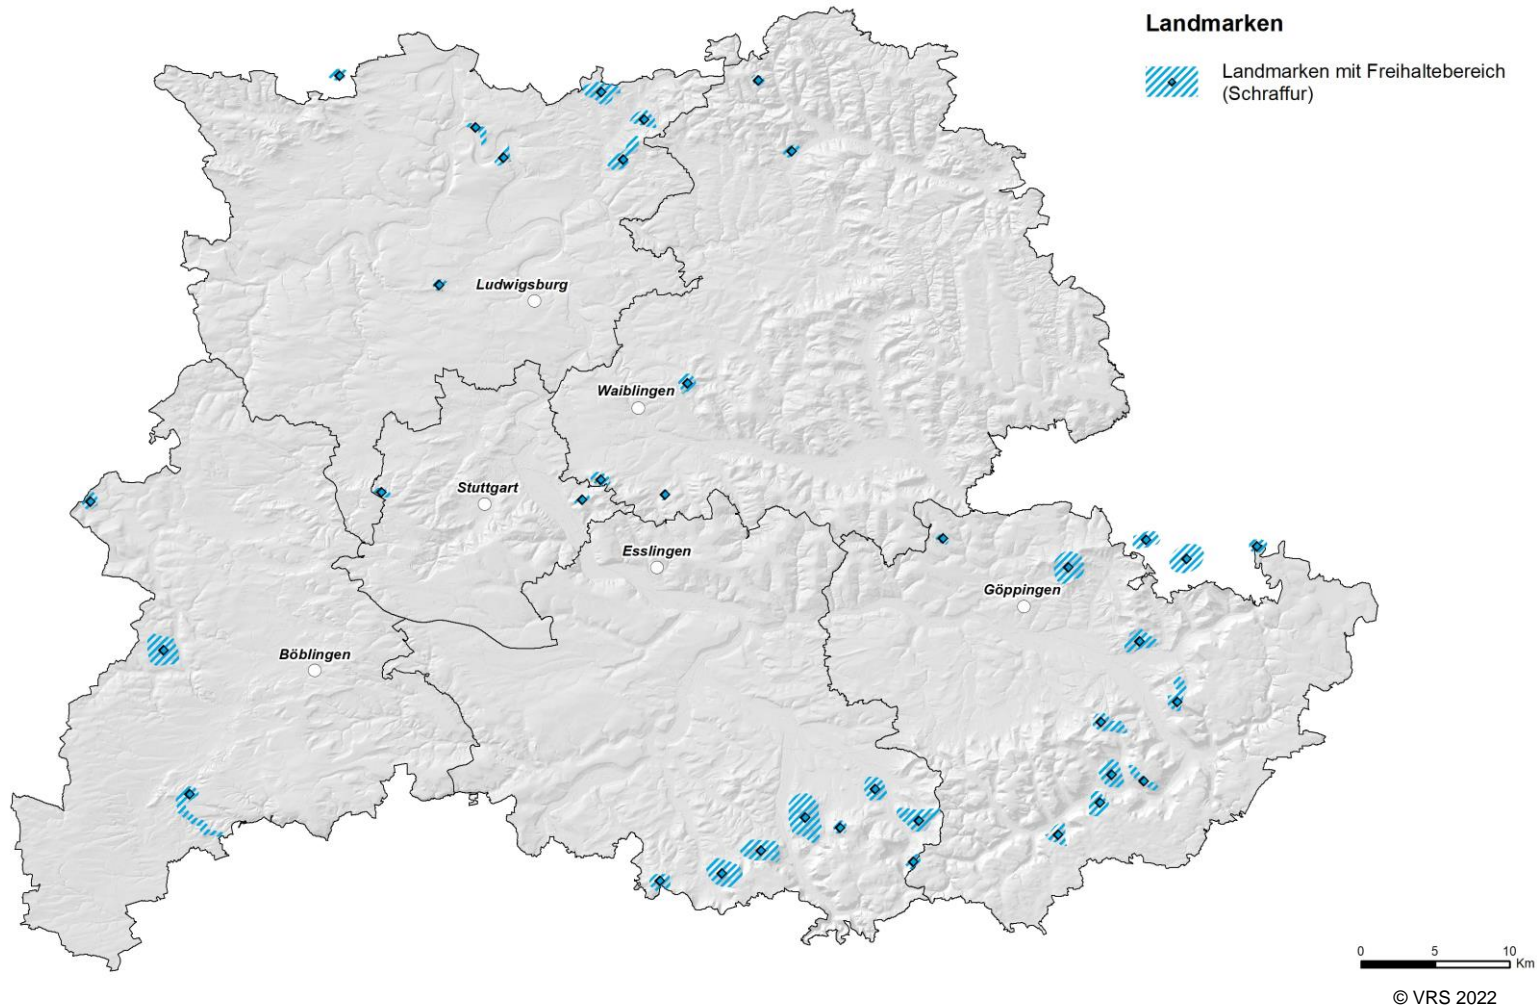 Landmarken
Landmarken mit Freihaltebereich
(Schraffur)
Ludwigsburg
Waiblingen
Stuttgart
Esslingen
Göppingen
Böblingen
0 5 10
Km
© VRS 2022